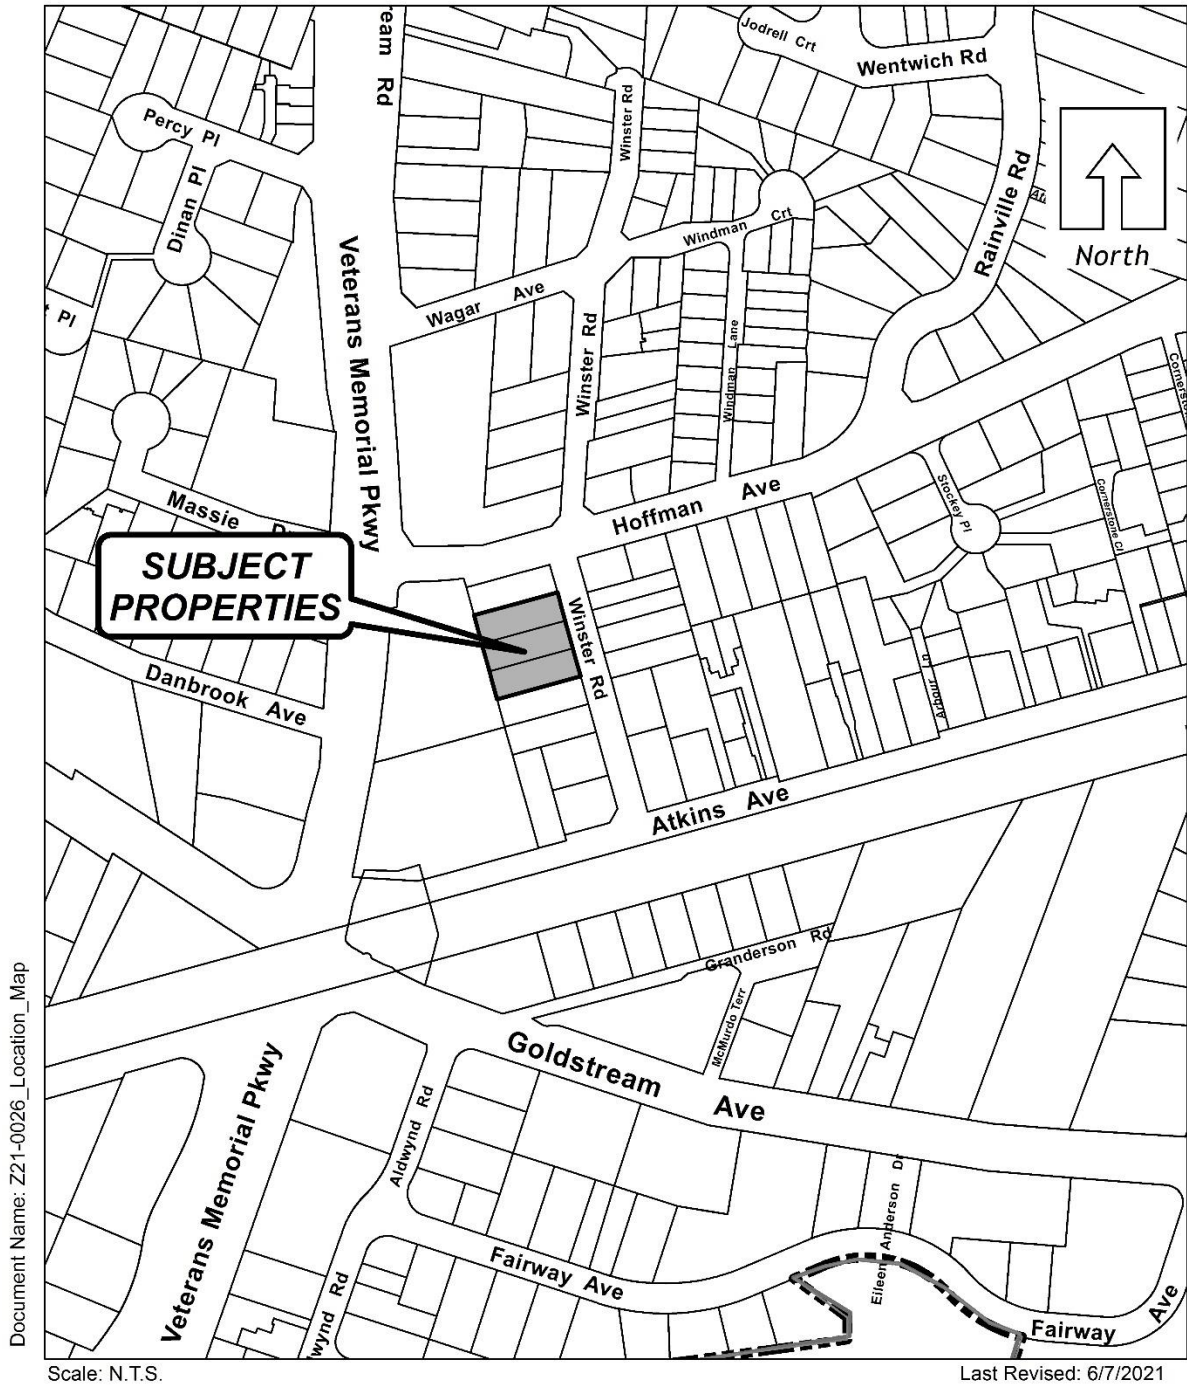 eam Rd
Jodrell Crt
Wentwich Rd
Percy Pl
Winster Rd
Dinan Pl
Rainville Rd
North
Windman Crt
Veterans Memorial Pkwy
Wagar Ave
t Pl
Winster Rd
Windman Lane
Cornerst
Massie
Hoffman Ave
Stockey Pl
Cornerstone Cl
SUBJECT
PROPERTIES
Winster Rd
Danbrook Ave
Arbour Ln
Atkins Ave
Granderson Rd
McMurdo Terr
Goldstream Ave
Veterans Memorial Pkwy
Aldwynd Rd
Eileen Anderson Dr
Fairway Ave
wynd Rd
Fairway Ave
Document Name: Z21-0026_Location_Map
Scale: N.T.S.
Last Revised: 6/7/2021